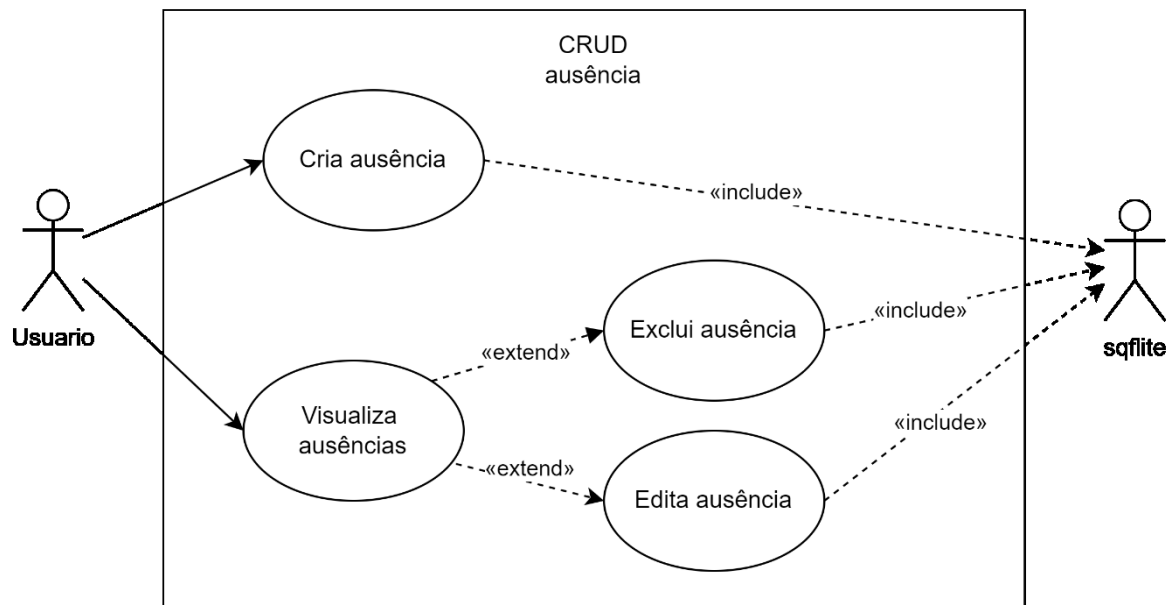 CRUD
ausência
Cria ausência
«include»
Usuario
Exclui ausência
«include»
sqflite
«extend»
Visualiza
ausências
«include»
«extend»
Edita ausência